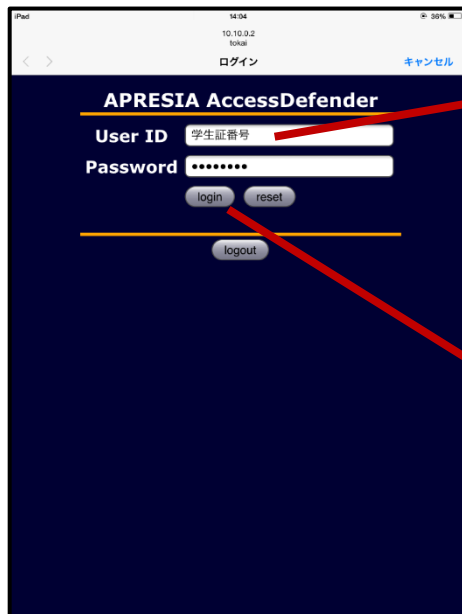 iPad 14:04 36%
10.10.0.2
tokai
ログイン キャンセル
APRESIA AccessDefender
User ID 学生証番号
Password ••••••••
login reset
logout